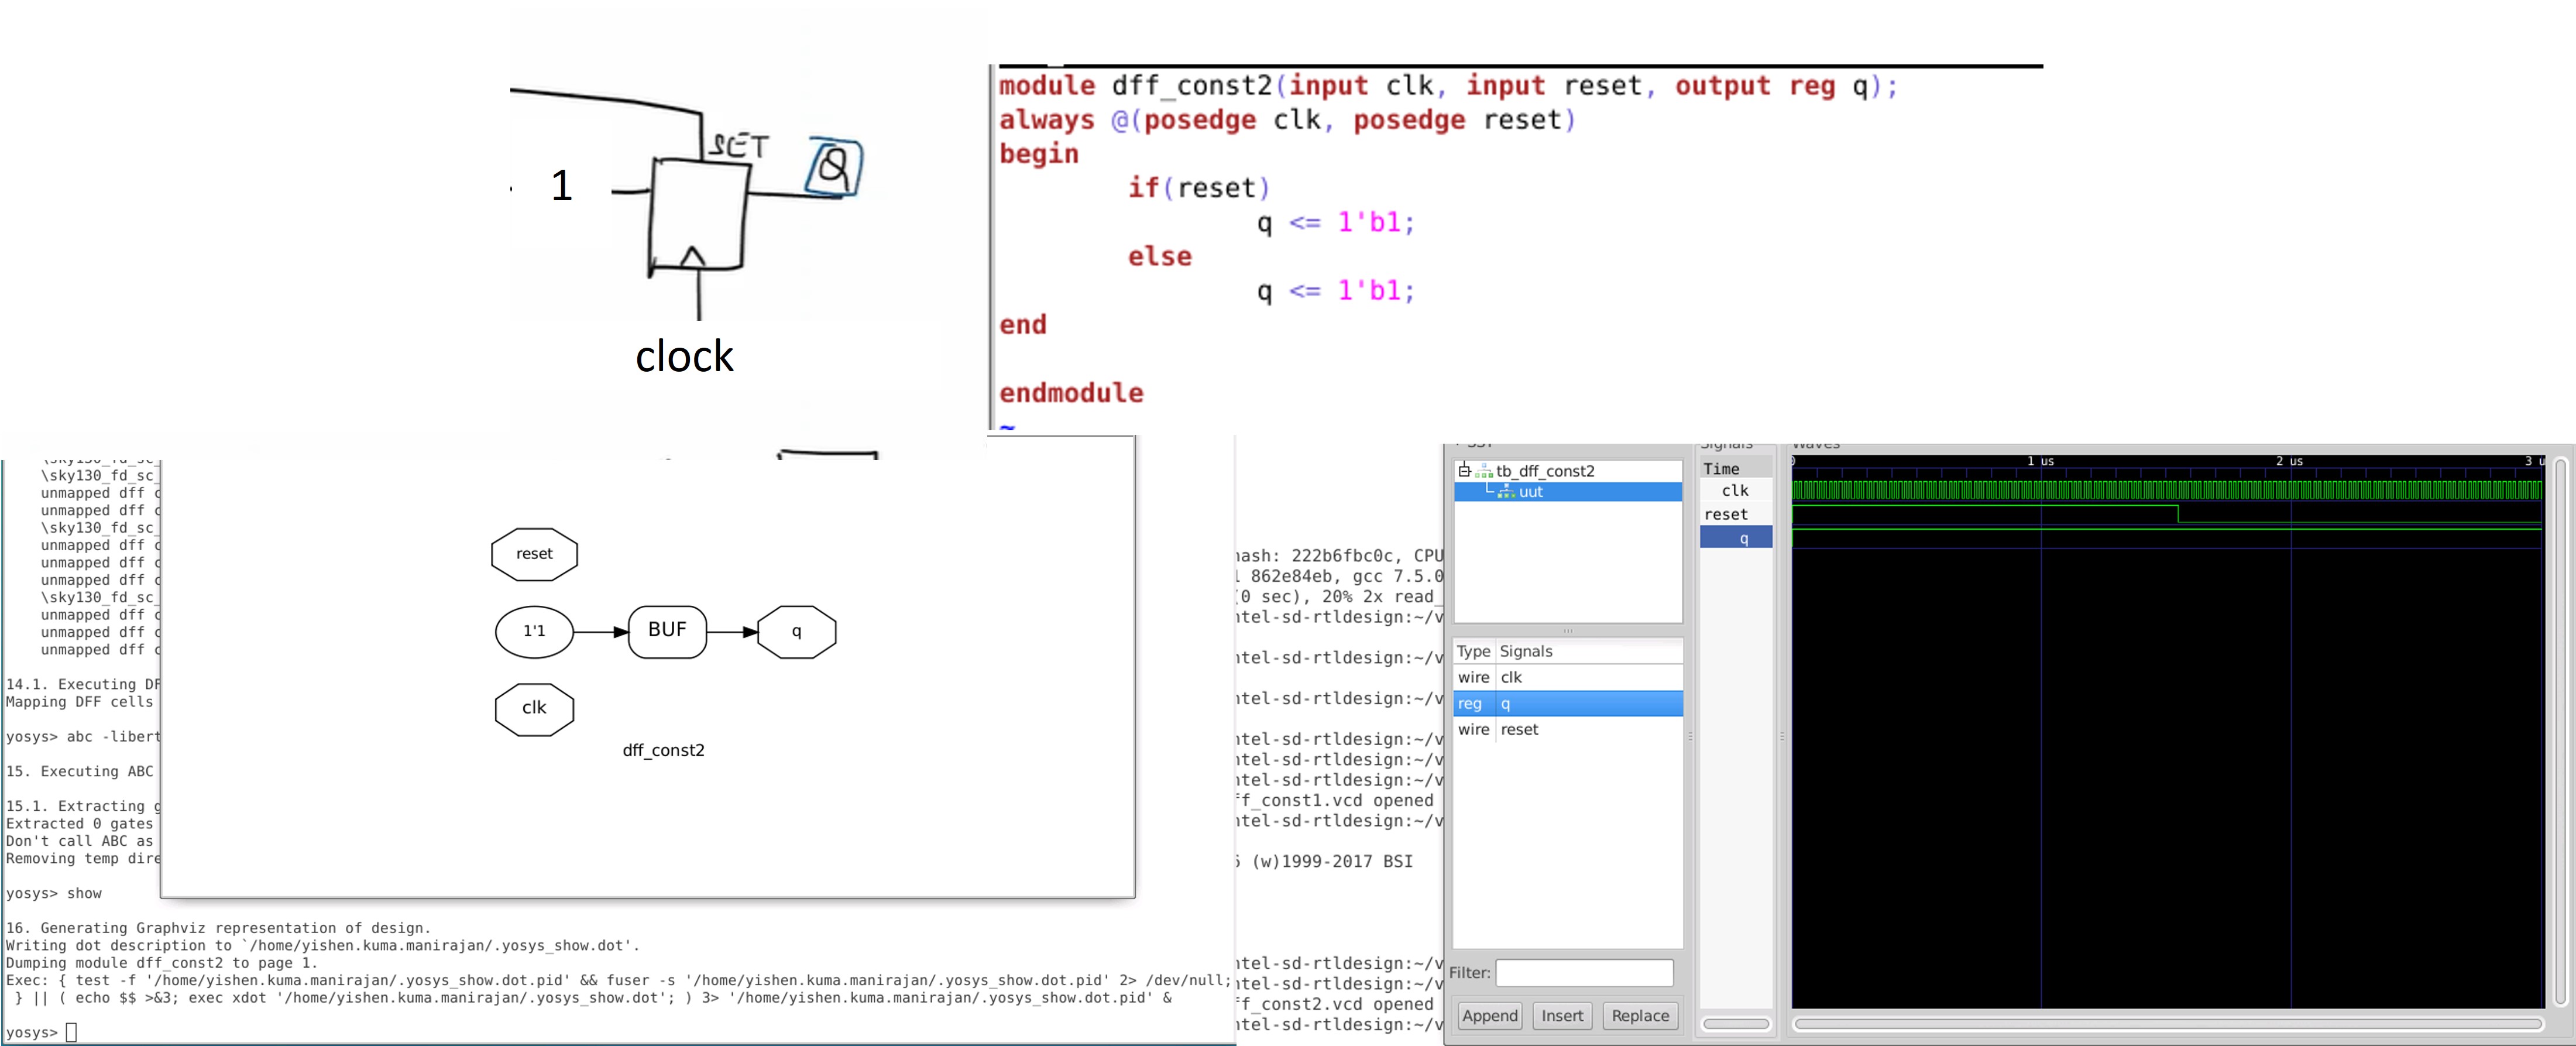 SET
Q
1
clock
module dff_const2(input clk, input reset, output reg q);
always @(posedge clk, posedge reset)
begin
if(reset)
q <= 1'b1;
else
q <= 1'b1;
end
endmodule
~
\sky130_fd_sc_
unmapped dff c
unmapped dff c
\sky130_fd_sc_
unmapped dff c
unmapped dff c
unmapped dff c
\sky130_fd_sc_
unmapped dff c
unmapped dff c
unmapped dff c
14.1. Executing DF
Mapping DFF cells
yosys> abc -libert
15. Executing ABC
15.1. Extracting g
Extracted 0 gates
Don't call ABC as
Removing temp dire
yosys> show
16. Generating Graphviz representation of design.
Writing dot description to `/home/yishen.kuma.manirajan/.yosys_show.dot'.
Dumping module dff_const2 to page 1.
Exec: { test -f '/home/yishen.kuma.manirajan/.yosys_show.dot.pid' && fuser -s '/home/yishen.kuma.manirajan/.yosys_show.dot.pid' 2> /dev/null;
} || ( echo $$ >&3; exec xdot '/home/yishen.kuma.manirajan/.yosys_show.dot'; ) 3> '/home/yishen.kuma.manirajan/.yosys_show.dot.pid' &
yosys>
reset
1'1
BUF
q
clk
dff_const2
hash: 222b6fbc0c, CPU
862e84eb, gcc 7.5.0
(0 sec), 20% 2x read_
ntel-sd-rtldesign:~/v
ntel-sd-rtldesign:~/v
ntel-sd-rtldesign:~/v
ntel-sd-rtldesign:~/v
ntel-sd-rtldesign:~/v
ntel-sd-rtldesign:~/v
ff_const1.vcd opened
ntel-sd-rtldesign:~/v
(w)1999-2017 BSI
ntel-sd-rtldesign:~/v
ntel-sd-rtldesign:~/v
ff_const2.vcd opened
ntel-sd-rtldesign:~/v
tb_dff_const2
uut
Type Signals
wire clk
reg q
wire reset
Filter:
Append Insert Replace
Signals
Time
clk
reset
q
Waves
0 1 us 2 us 3 u